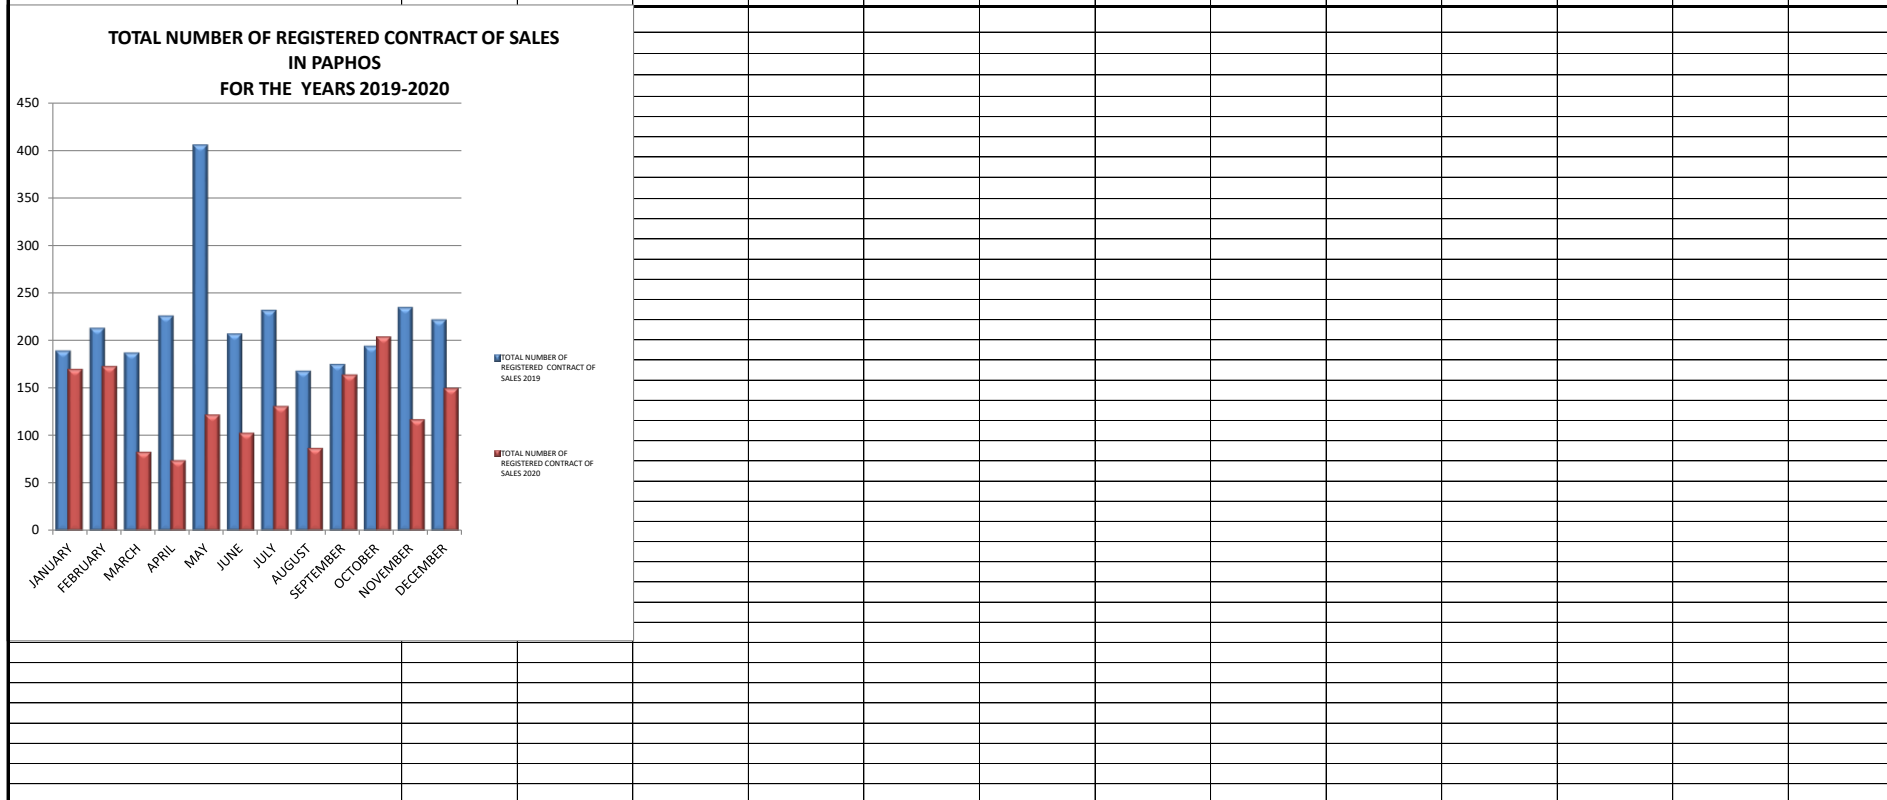 TOTAL NUMBER OF REGISTERED CONTRACT OF SALES
IN PAPHOS
FOR THE  YEARS 2019-2020
450
400
350
300
250
200
150
100
50
0
JANUARY
FEBRUARY
MARCH
APRIL
MAY
JUNE
JULY
AUGUST
SEPTEMBER
OCTOBER
NOVEMBER
DECEMBER
TOTAL NUMBER OF
REGISTERED  CONTRACT OF
SALES 2019
TOTAL NUMBER OF
REGISTERED CONTRACT OF
SALES 2020